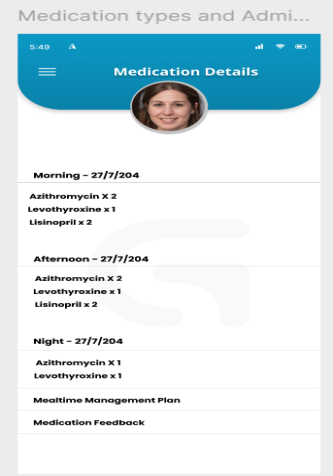 Medication types and Admi...
5:49 A
Medication Details
Morning - 27/7/204
Azithromycin X 2
Levothyroxine x 1
Lisinopril x 2
Afternoon - 27/7/204
Azithromycin X 2
Levothyroxine x 1
Lisinopril x 2
Night - 27/7/204
Azithromycin X 1
Levothyroxine x 1
Mealtime Management Plan
Medication Feedback